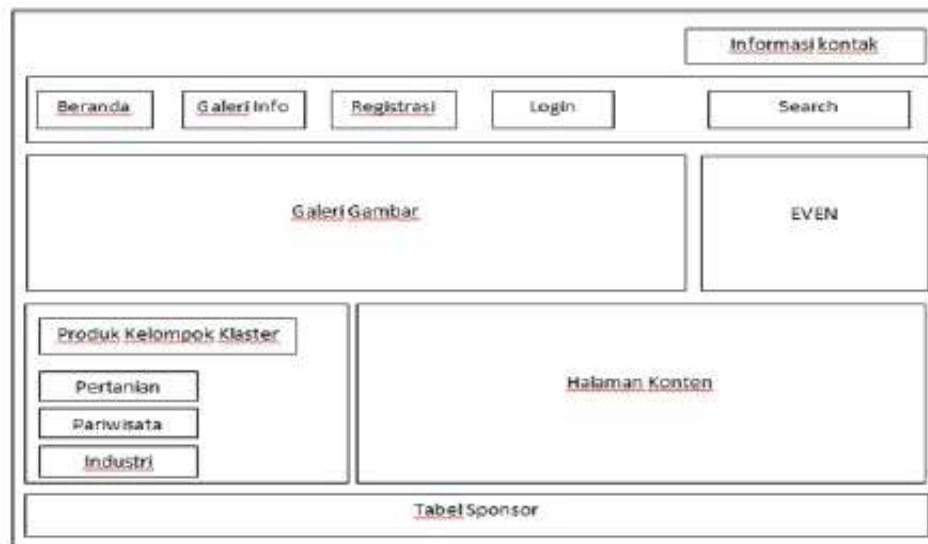 Informasi kontak
Beranda
Galeri Info
Registrasi
Login
Search
Galeri Gambar
EVEN
Produk Kelompok Klaster
Pertanian
Pariwisata
Industri
Halaman Konten
Tabel Sponsor